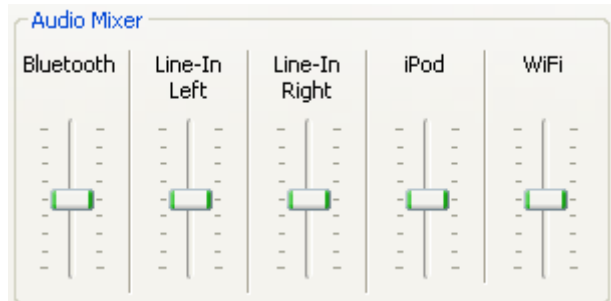 Audio Mixer
Bluetooth
Line-In
Left
Line-In
Right
iPod
WiFi